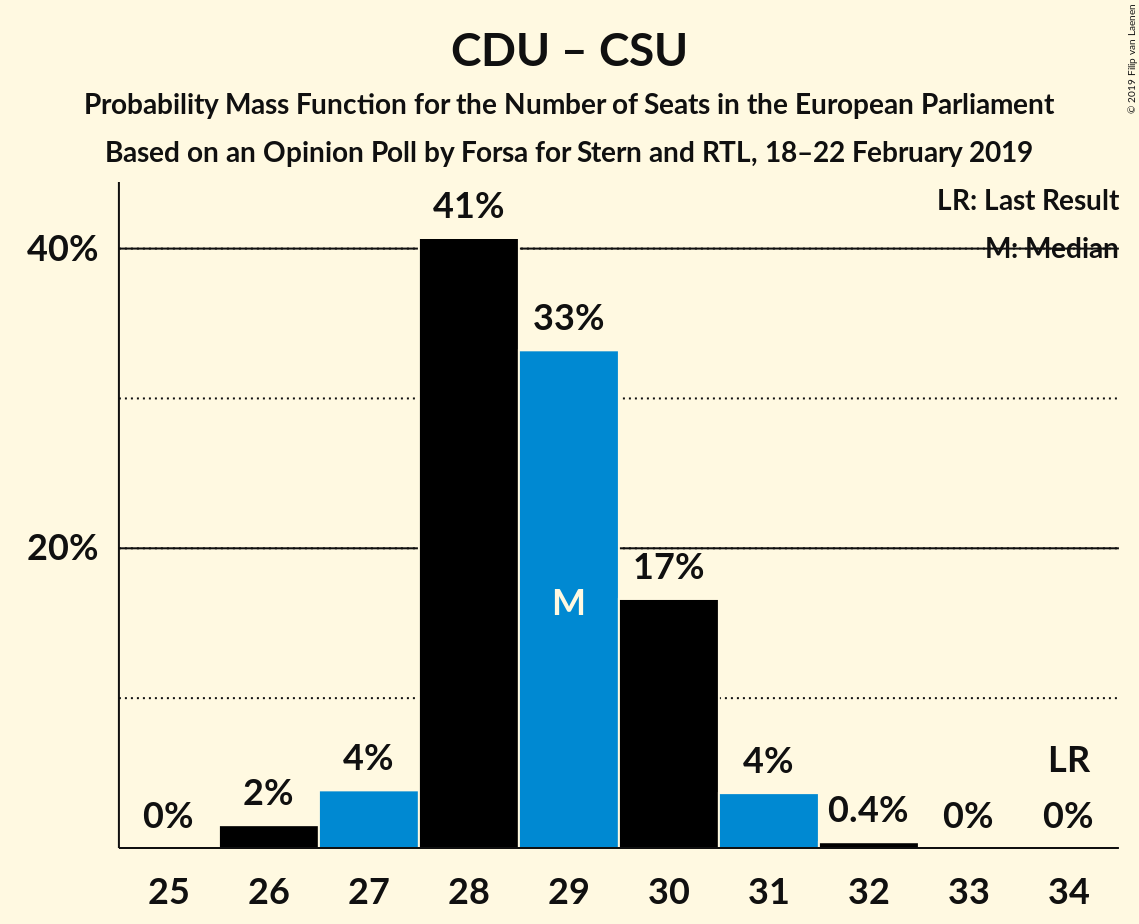 CDU – CSU
Probability Mass Function for the Number of Seats in the European Parliament
Based on an Opinion Poll by Forsa for Stern and RTL, 18–22 February 2019
© 2019 Filip van Laenen
LR: Last Result
M: Median
40%
20%
0%
2%
4%
41%
33%
M
17%
4%
0.4%
0%
LR
0%
25 26 27 28 29 30 31 32 33 34